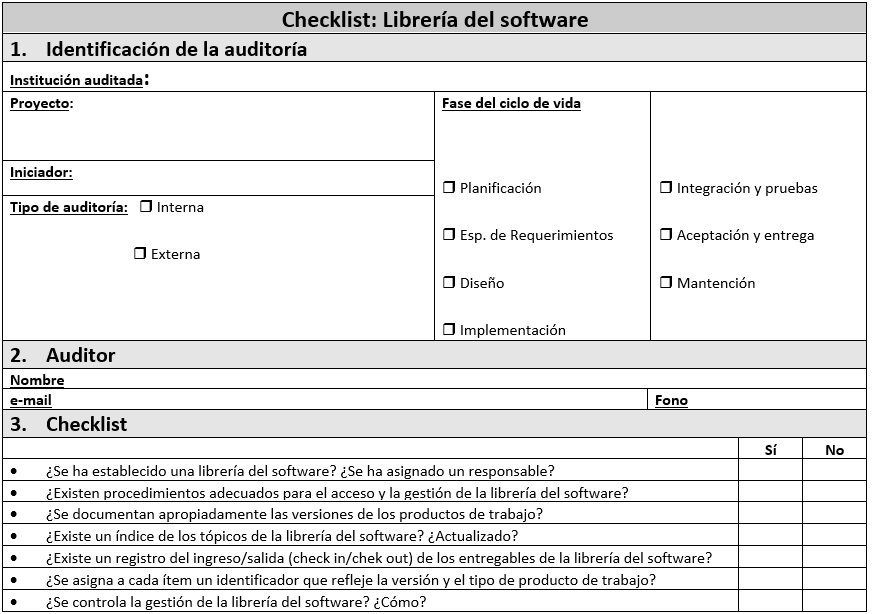 Checklist: Librería del software
1. Identificación de la auditoría
Institución auditada:
Proyecto:
Fase del ciclo de vida
Iniciador:
Tipo de auditoría: ❒ Interna
❒ Externa
❒ Planificación
❒ Esp. de Requerimientos
❒ Diseño
❒ Implementación
❒ Integración y pruebas
❒ Aceptación y entrega
❒ Mantención
2. Auditor
Nombre
e-mail
Fono
3. Checklist
Sí No
• ¿Se ha establecido una librería del software? ¿Se ha asignado un responsable?
• ¿Existen procedimientos adecuados para el acceso y la gestión de la librería del software?
• ¿Se documentan apropiadamente las versiones de los productos de trabajo?
• ¿Existe un índice de los tópicos de la librería del software? ¿Actualizado?
• ¿Existe un registro del ingreso/salida (check in/chek out) de los entregables de la librería del software?
• ¿Se asigna a cada ítem un identificador que refleje la versión y el tipo de producto de trabajo?
• ¿Se controla la gestión de la librería del software? ¿Cómo?